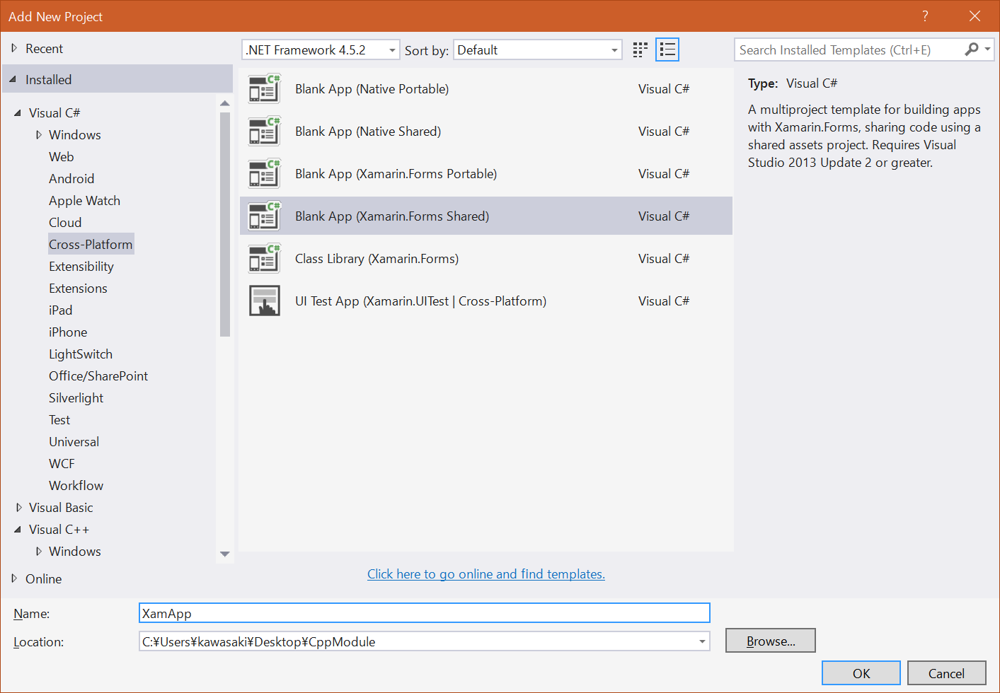 Add New Project
?
Recent
Installed
Visual C#
Windows
Web
Android
Apple Watch
Cloud
Cross-Platform
Extensibility
Extensions
iPad
iPhone
LightSwitch
Office/SharePoint
Silverlight
Test
Universal
WCF
Workflow
Visual Basic
Visual C++
Windows
Online
.NET Framework 4.5.2
Sort by:
Default
C# Blank App (Native Portable) Visual C#
C# Blank App (Native Shared) Visual C#
C# Blank App (Xamarin.Forms Portable) Visual C#
C# Blank App (Xamarin.Forms Shared) Visual C#
C# Class Library (Xamarin.Forms) Visual C#
UI Test App (Xamarin.UITest | Cross-Platform) Visual C#
Click here to go online and find templates.
Search Installed Templates (Ctrl+E)
Type: Visual C#
A multiproject template for building apps
with Xamarin.Forms, sharing code using a
shared assets project. Requires Visual
Studio 2013 Update 2 or greater.
Name: XamApp
Location: C:¥Users¥kawasaki¥Desktop¥CppModule
Browse...
OK
Cancel